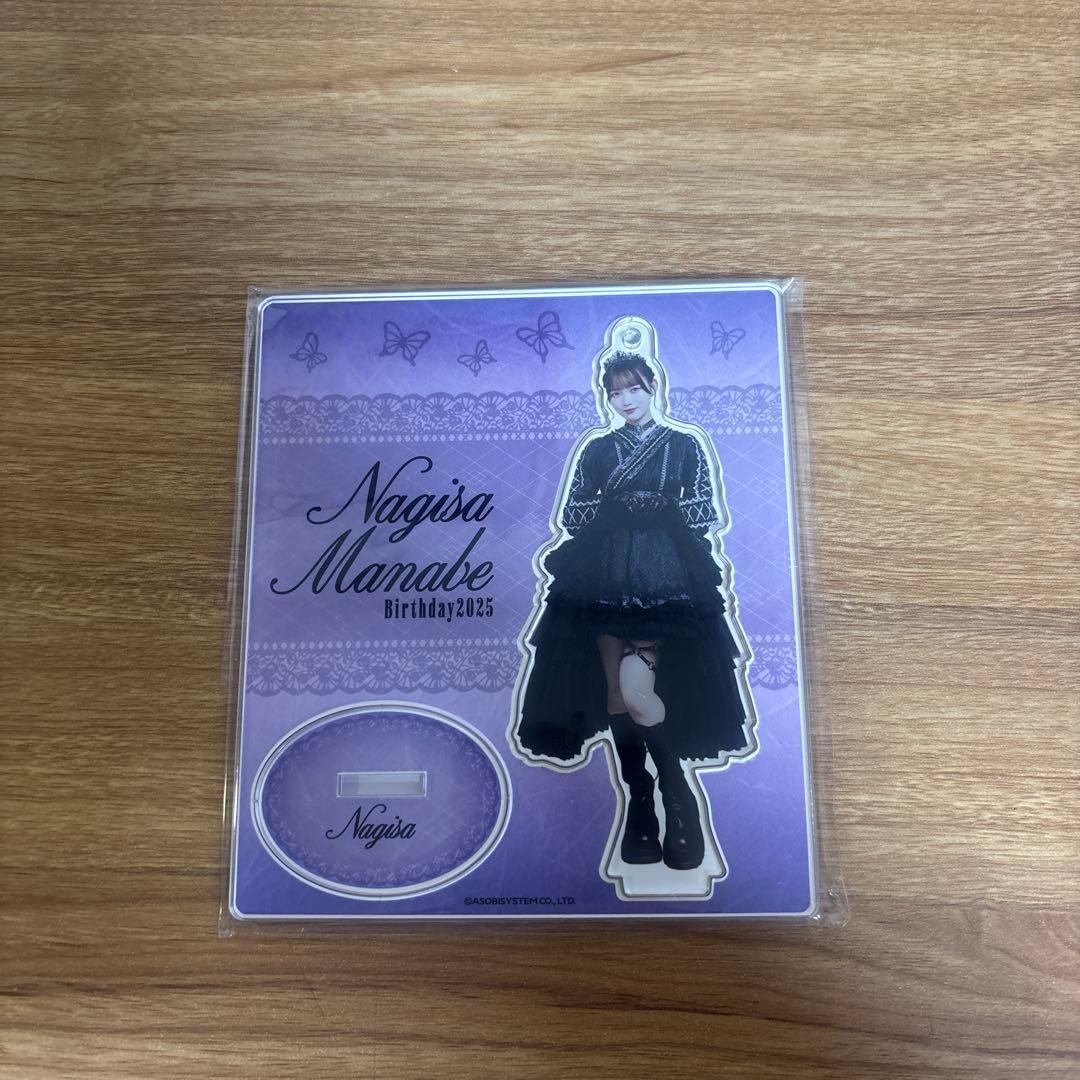 Nagisa
Manabe
Birthday2025
Nagisa
©ASOBISYSTEM CO., LTD.